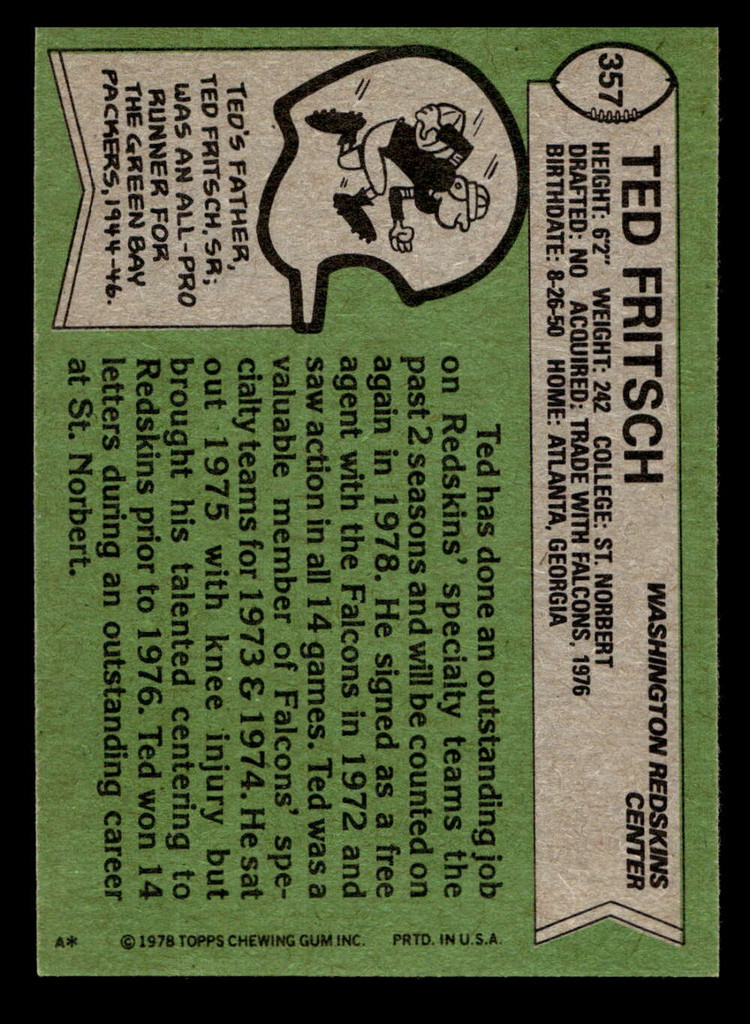 357
TED FRITSCH
WASHINGTON REDSKINS
CENTER
HEIGHT: 6'2" WEIGHT: 242 COLLEGE: ST. NORBERT
DRAFTED: NO ACQUIRED: TRADE WITH FALCONS, 1976
BIRTHDATE: 8-26-50 HOME: ATLANTA, GEORGIA
TED'S FATHER,
TED FRITSCH, SR;
WAS AN ALL-PRO
RUNNER FOR
THE GREEN BAY
PACKERS, 1944-46.
Ted has done an outstanding job
on Redskins' specialty teams the
past 2 seasons and will be counted on
again in 1978. He signed as a free
agent with the Falcons in 1972 and
saw action in all 14 games. Ted was a
valuable member of Falcons' spe-
cialty teams for 1973 & 1974. He sat
out 1975 with knee injury but
brought his talented centering to
Redskins prior to 1976. Ted won 14
letters during an outstanding career
at St. Norbert.
A* © 1978 TOPPS CHEWING GUM INC. PRTD. IN U.S.A.